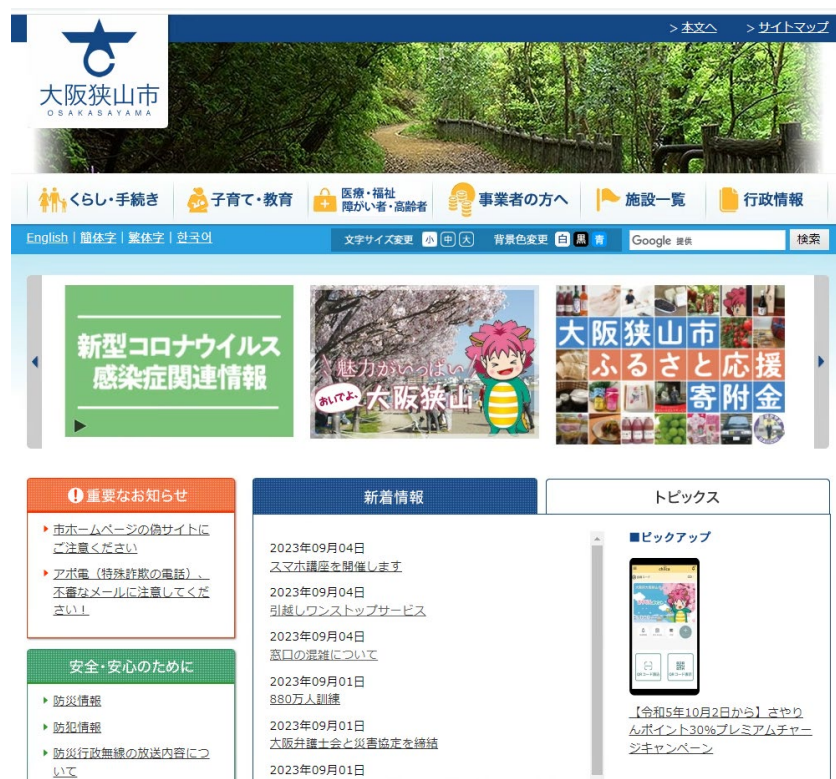 > 本文へ > サイトマップ
大阪狭山市
OSAKASAYAMA
くらし・手続き
子育て・教育
医療・福祉
障がい者・高齢者
事業者の方へ
施設一覧
行政情報
English | 簡体字 | 繁体字 | 한국어
文字サイズ変更 小 中 大 背景色変更 白 黒 青
Google 提供 検索
新型コロナウイルス
感染症関連情報
魅力がいっぱい
おいでよ、大阪狭山
大阪狭山市
ふるさと応援
寄附金
重要なお知らせ
市ホームページの偽サイトに
ご注意ください
アポ電（特殊詐欺の電話）、
不審なメールに注意してくだ
さい！
安全・安心のために
防災情報
防犯情報
防災行政無線の放送内容につ
いて
新着情報
2023年09月04日
スマホ講座を開催します
2023年09月04日
引越しワンストップサービス
2023年09月04日
窓口の混雑について
2023年09月01日
880万人訓練
2023年09月01日
大阪弁護士会と災害協定を締結
2023年09月01日
トピックス
■ピックアップ
【令和5年10月2日から】さやり
んポイント30%プレミアムチャー
ジキャンペーン